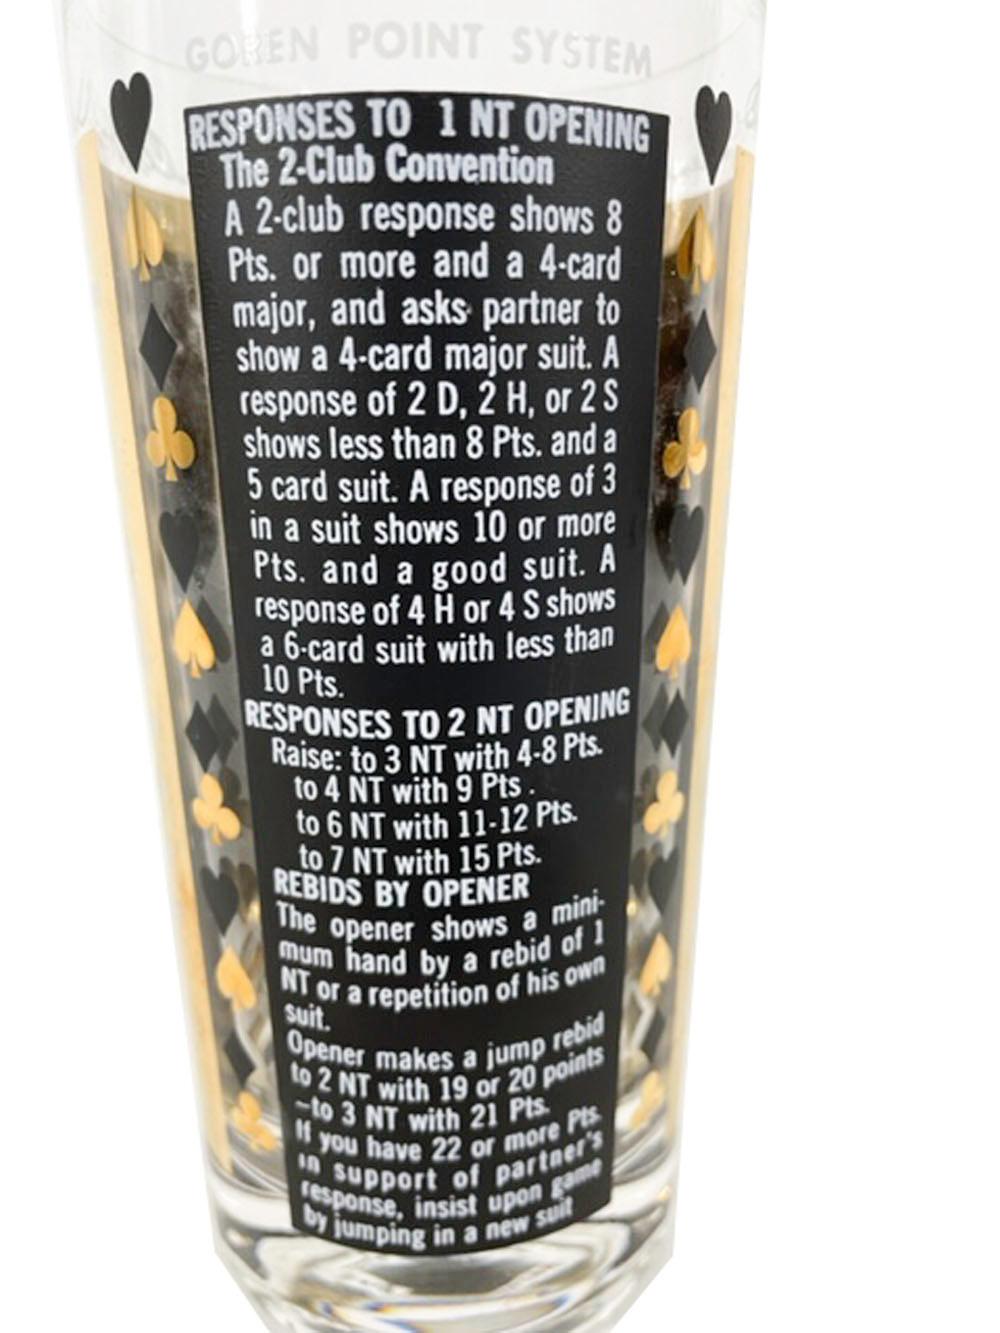 GOREN POINT SYSTEM
RESPONSES TO 1 NT OPENING
The 2-Club Convention
A 2-club response shows 8
Pts. or more and a 4-card
major, and asks partner to
show a 4-card major suit. A
response of 2 D, 2 H, or 2 S
shows less than 8 Pts. and a
5 card suit. A response of 3
in a suit shows 10 or more
Pts. and a good suit. A
response of 4 H or 4 S shows
a 6-card suit with less than
10 Pts.
RESPONSES TO 2 NT OPENING
Raise: to 3 NT with 4-8 Pts.
to 4 NT with 9 Pts.
to 6 NT with 11-12 Pts.
to 7 NT with 15 Pts.
REBIDS BY OPENER
The opener shows a mini-
mum hand by a rebid of 1
NT or a repetition of his own
suit.
Opener makes a jump rebid
to 2 NT with 19 or 20 points
—to 3 NT with 21 Pts.
If you have 22 or more Pts.
in support of partner's
response, insist upon game
by jumping in a new suit